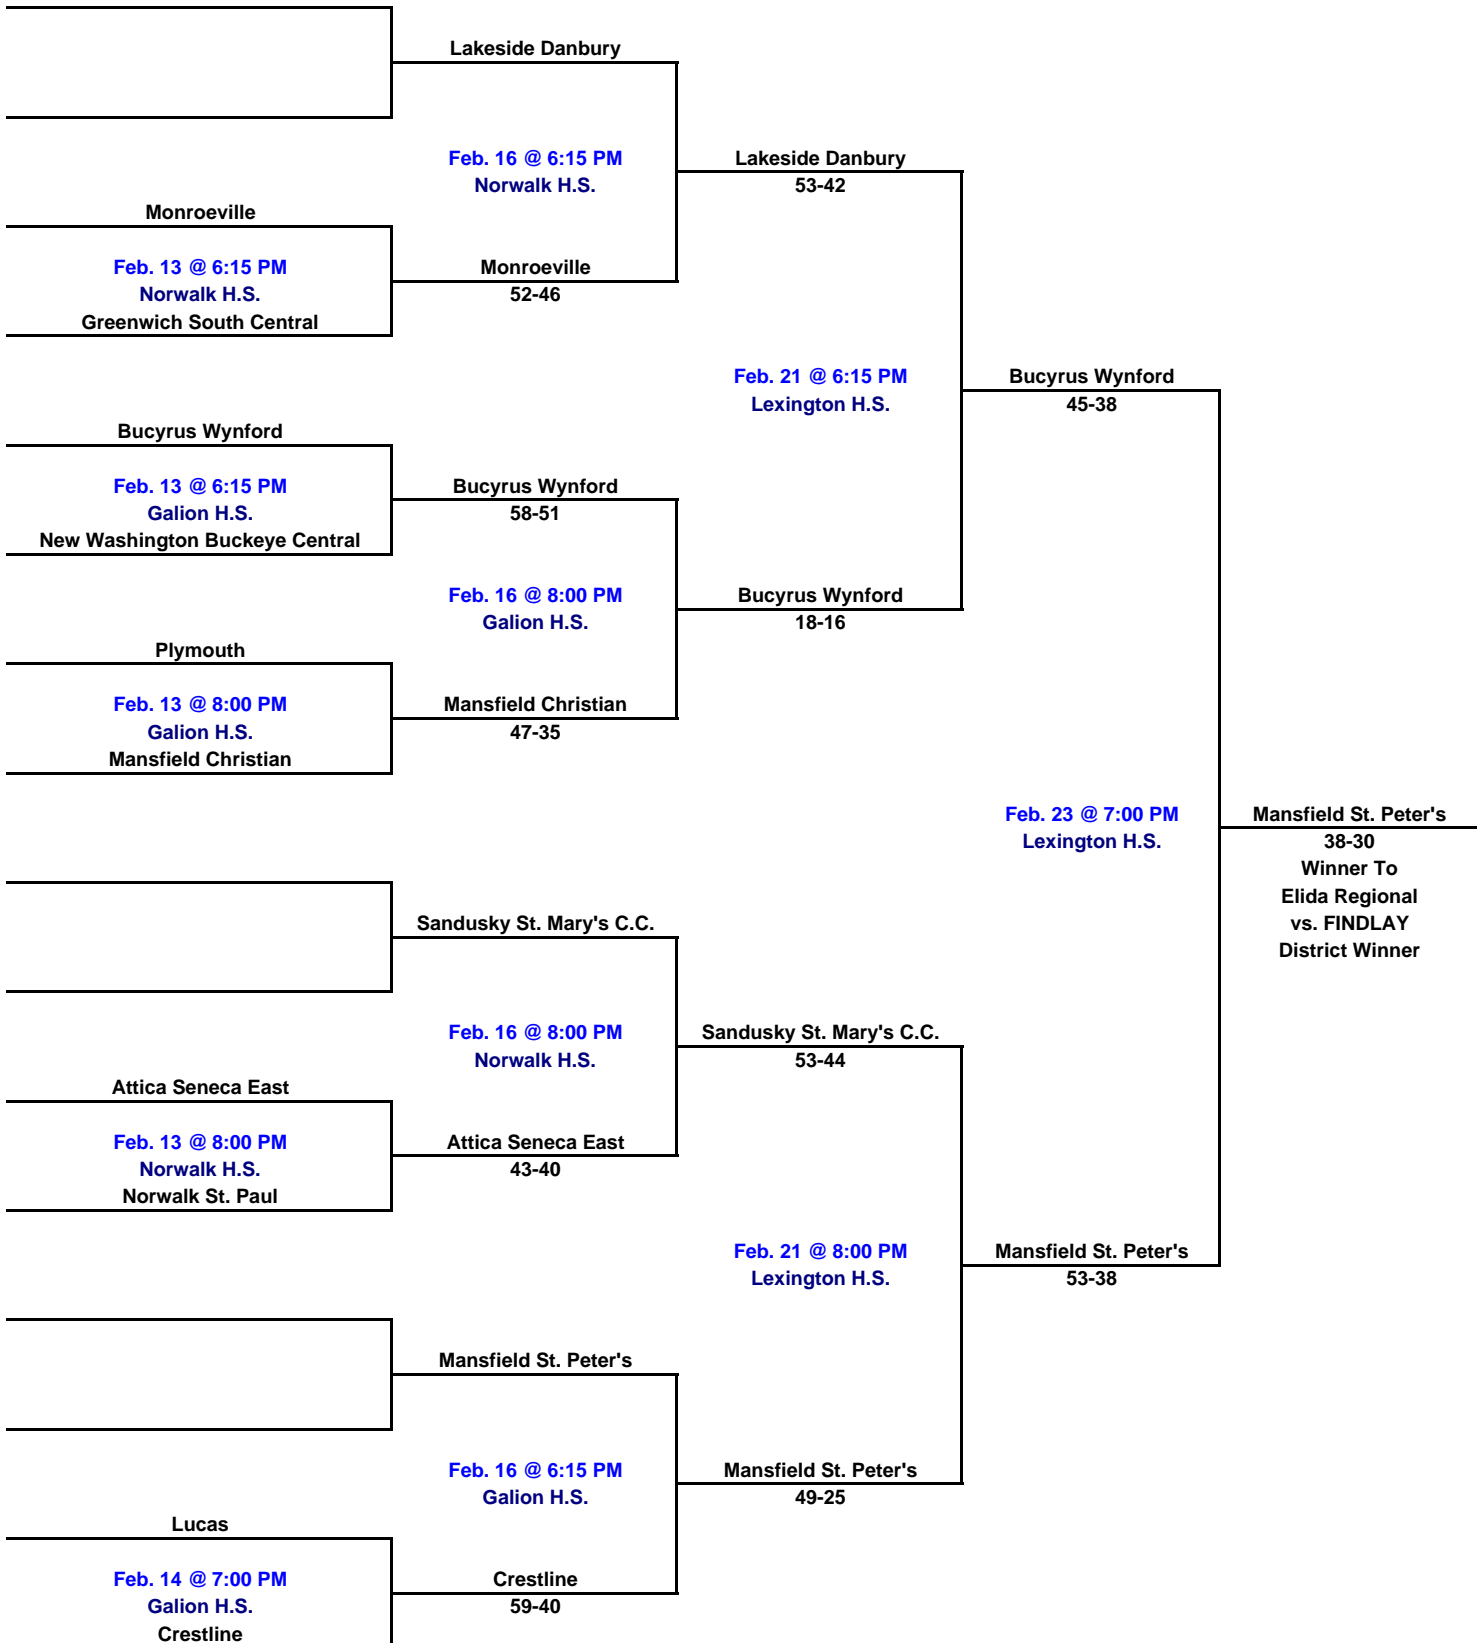 Lakeside Danbury
Feb. 16 @ 6:15 PM
Norwalk H.S.
Lakeside Danbury
53-42
Monroeville
Feb. 13 @ 6:15 PM
Norwalk H.S.
Greenwich South Central
Monroeville
52-46
Feb. 21 @ 6:15 PM
Lexington H.S.
Bucyrus Wynford
45-38
Bucyrus Wynford
Feb. 13 @ 6:15 PM
Galion H.S.
New Washington Buckeye Central
Bucyrus Wynford
58-51
Feb. 16 @ 8:00 PM
Galion H.S.
Bucyrus Wynford
18-16
Plymouth
Feb. 13 @ 8:00 PM
Galion H.S.
Mansfield Christian
Mansfield Christian
47-35
Feb. 23 @ 7:00 PM
Lexington H.S.
Mansfield St. Peter's
38-30
Winner To
Elida Regional
vs. FINDLAY
District Winner
Sandusky St. Mary's C.C.
Feb. 16 @ 8:00 PM
Norwalk H.S.
Sandusky St. Mary's C.C.
53-44
Attica Seneca East
Feb. 13 @ 8:00 PM
Norwalk H.S.
Norwalk St. Paul
Attica Seneca East
43-40
Feb. 21 @ 8:00 PM
Lexington H.S.
Mansfield St. Peter's
53-38
Mansfield St. Peter's
Feb. 16 @ 6:15 PM
Galion H.S.
Mansfield St. Peter's
49-25
Lucas
Feb. 14 @ 7:00 PM
Galion H.S.
Crestline
Crestline
59-40